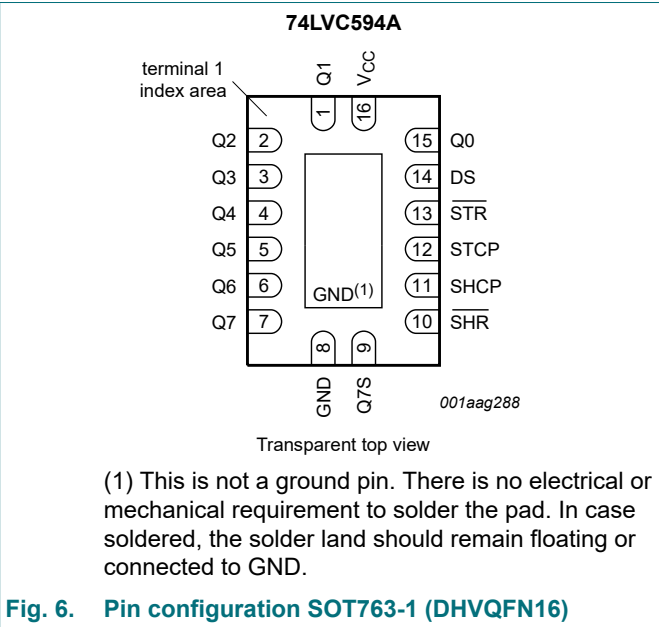 74LVC594A
terminal 1
index area
Q1
VCC
1
16
Q2 2
15 Q0
Q3 3
14 DS
Q4 4
13 STR
Q5 5
12 STCP
Q6 6
11 SHCP
GND(1)
Q7 7
10 SHR
8
9
GND
Q7S
001aag288
Transparent top view
(1) This is not a ground pin. There is no electrical or
mechanical requirement to solder the pad. In case
soldered, the solder land should remain floating or
connected to GND.
Fig. 6. Pin configuration SOT763-1 (DHVQFN16)